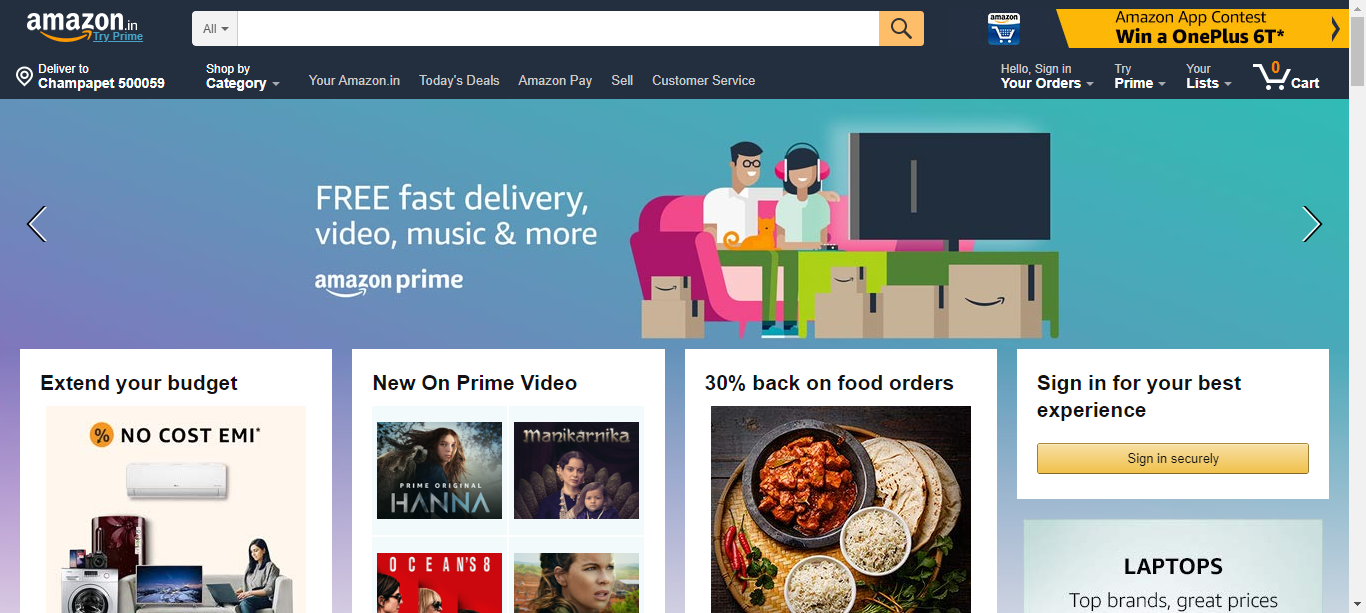 amazon.in
Try Prime
All
amazon
Amazon App Contest
Win a OnePlus 6T*
Deliver to
Champapet 500059
Shop by
Category
Your Amazon.in
Today's Deals
Amazon Pay
Sell
Customer Service
Hello, Sign in
Your Orders
Try
Prime
Your
Lists
0
Cart
FREE fast delivery,
video, music & more
amazon prime
Extend your budget
% NO COST EMI*
New On Prime Video
PRIME ORIGINAL
HANNA
Manikarnika
OCEAN'S 8
30% back on food orders
Sign in for your best
experience
Sign in securely
LAPTOPS
Top brands, great prices